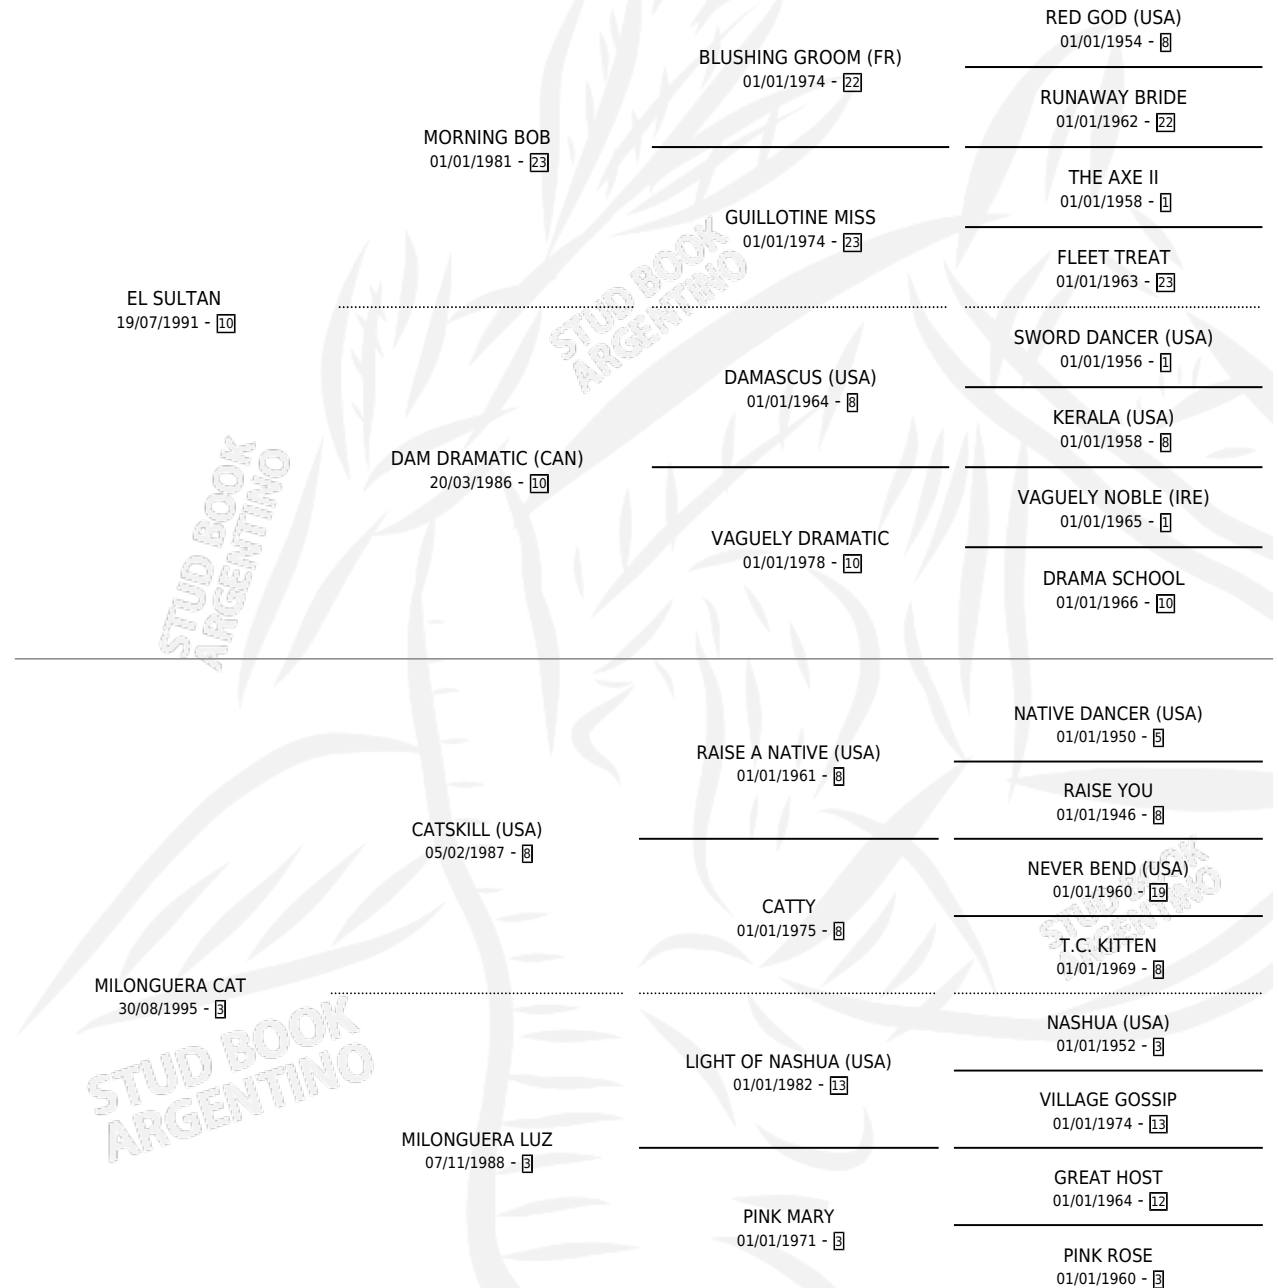 RED GOD (USA)
01/01/1954 - 8
BLUSHING GROOM (FR)
01/01/1974 - 22
RUNAWAY BRIDE
01/01/1962 - 22
MORNING BOB
01/01/1981 - 23
THE AXE II
01/01/1958 - 1
GUILLOTINE MISS
01/01/1974 - 23
FLEET TREAT
01/01/1963 - 23
EL SULTAN
19/07/1991 - 10
STUD BOOK
ARGENTINO
SWORD DANCER (USA)
01/01/1956 - 1
DAMASCUS (USA)
01/01/1964 - 8
KERALA (USA)
01/01/1958 - 8
DAM DRAMATIC (CAN)
20/03/1986 - 10
VAGUELY NOBLE (IRE)
01/01/1965 - 1
VAGUELY DRAMATIC
01/01/1978 - 10
DRAMA SCHOOL
01/01/1966 - 10
STUD BOOK
ARGENTINO
NATIVE DANCER (USA)
01/01/1950 - 5
RAISE A NATIVE (USA)
01/01/1961 - 8
RAISE YOU
01/01/1946 - 8
CATSKILL (USA)
05/02/1987 - 8
NEVER BEND (USA)
01/01/1960 - 19
STUD BOOK
ARGENTINO
CATTY
01/01/1975 - 8
T.C. KITTEN
01/01/1969 - 8
MILONGUERA CAT
30/08/1995 - 3
STUD BOOK
ARGENTINO
NASHUA (USA)
01/01/1952 - 3
LIGHT OF NASHUA (USA)
01/01/1982 - 13
VILLAGE GOSSIP
01/01/1974 - 13
MILONGUERA LUZ
07/11/1988 - 3
GREAT HOST
01/01/1964 - 12
PINK MARY
01/01/1971 - 3
PINK ROSE
01/01/1960 - 3